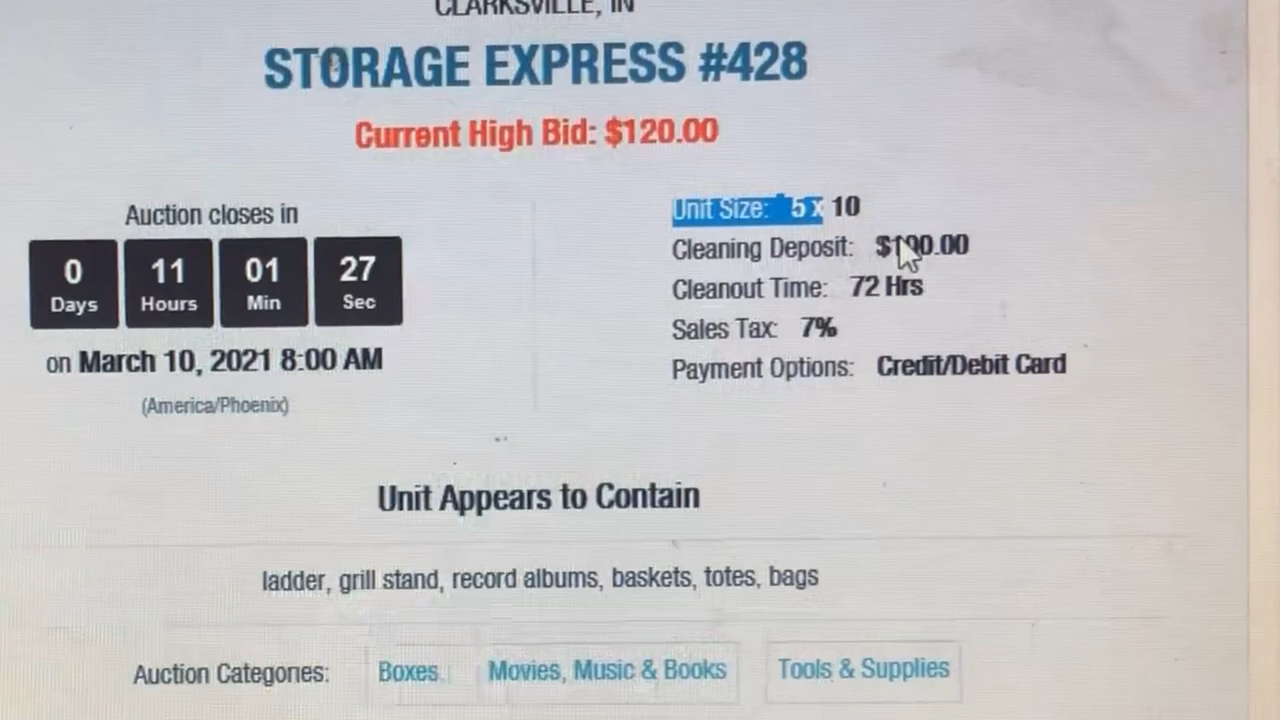 CLARKSVILLE, IN
STORAGE EXPRESS #428
Current High Bid: $120.00
Auction closes in
0 Days
11 Hours
01 Min
27 Sec
on March 10, 2021 8:00 AM
(America/Phoenix)
Unit Size: 5 x 10
Cleaning Deposit: $100.00
Cleanout Time: 72 Hrs
Sales Tax: 7%
Payment Options: Credit/Debit Card
Unit Appears to Contain
ladder, grill stand, record albums, baskets, totes, bags
Auction Categories: Boxes Movies, Music & Books Tools & Supplies